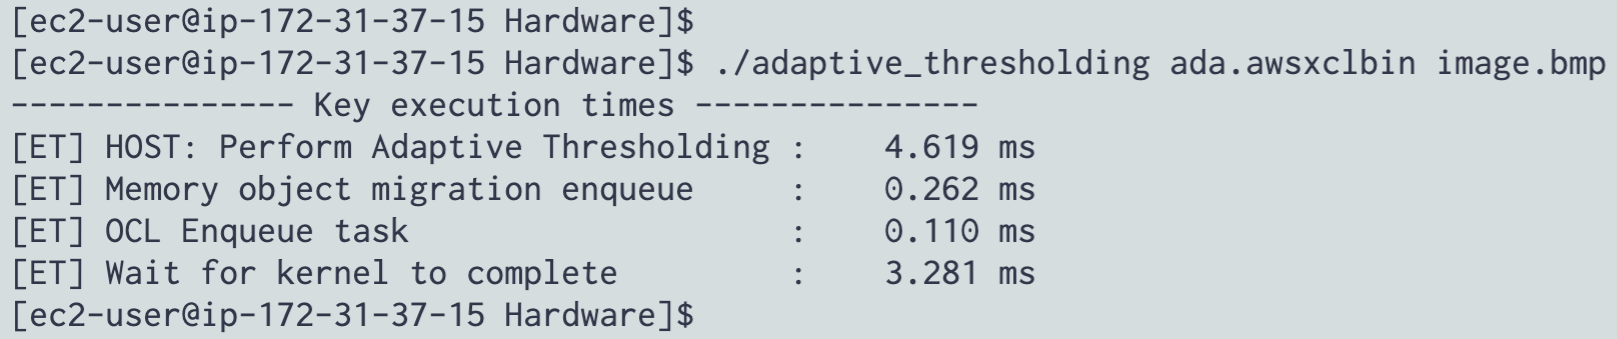 [ec2-user@ip-172-31-37-15 Hardware]$
[ec2-user@ip-172-31-37-15 Hardware]$ ./adaptive_thresholding ada.awsxclbin image.bmp
--------------- Key execution times ---------------
[ET] HOST: Perform Adaptive Thresholding :    4.619 ms
[ET] Memory object migration enqueue     :    0.262 ms
[ET] OCL Enqueue task                    :    0.110 ms
[ET] Wait for kernel to complete         :    3.281 ms
[ec2-user@ip-172-31-37-15 Hardware]$